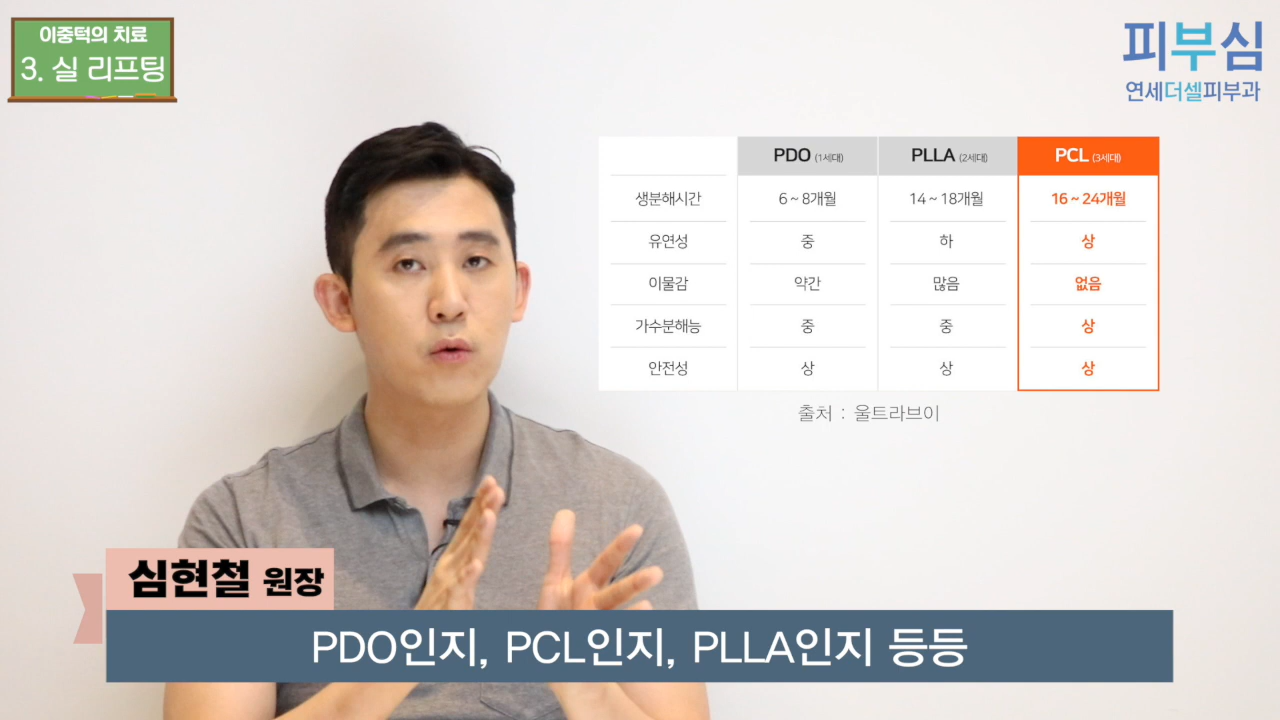 이중턱의 치료
3. 실 리프팅
피부심
연세더셀피부과
PDO (1세대) PLLA (2세대) PCL (3세대)
생분해시간 6 ~ 8개월 14 ~ 18개월 16 ~ 24개월
유연성 중 하 상
이물감 약간 많음 없음
가수분해능 중 중 상
안전성 상 상 상
출처 : 울트라브이
심현철 원장
PDO인지, PCL인지, PLLA인지 등등